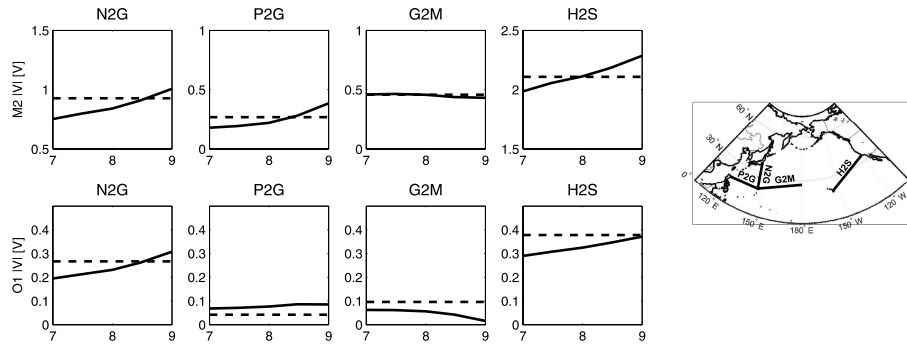 N2G
P2G
G2M
H2S
M2 |V| [V]
1.5
1
0.5
7
8
9
1
0.5
0
7
8
9
1
0.5
0
7
8
9
2.5
2
1.5
7
8
9
N2G
P2G
G2M
H2S
O1 |V| [V]
0.4
0.3
0.2
0.1
0
7
8
9
0.4
0.3
0.2
0.1
0
7
8
9
0.4
0.3
0.2
0.1
0
7
8
9
0.4
0.3
0.2
0.1
0
7
8
9
60° N
30° N
0°
120° E
150° E
180° E
150° W
120° W
P2G
N2G
G2M
H2S